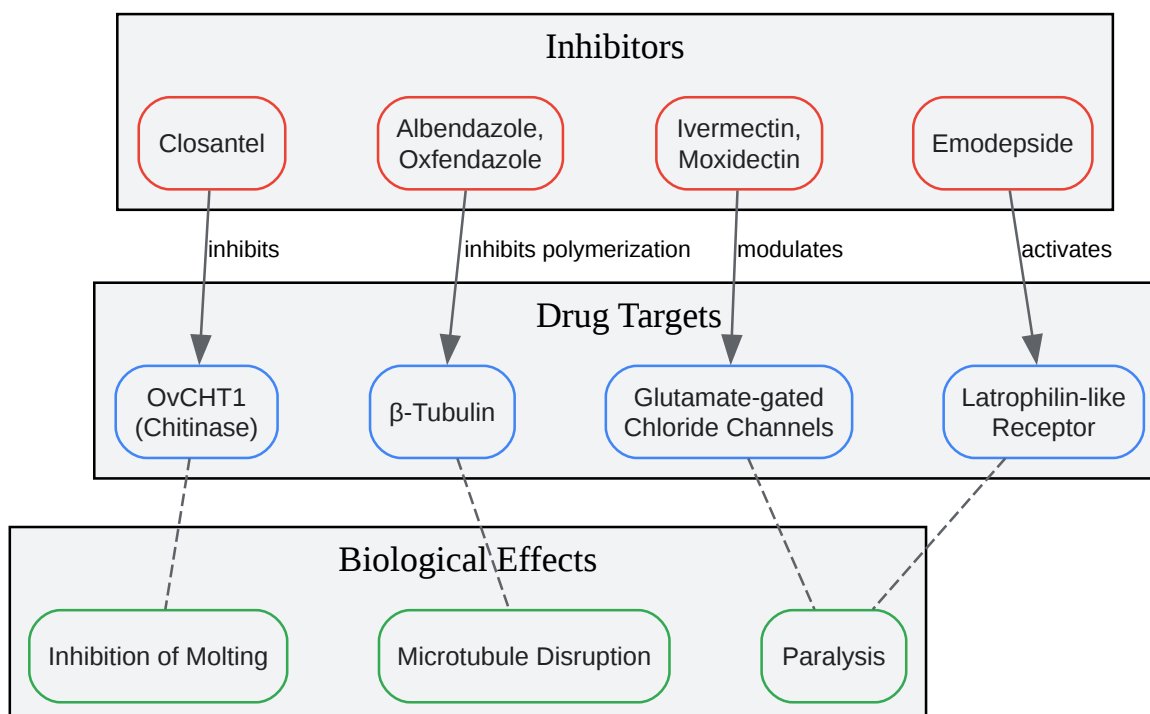 Inhibitors
Closantel
Albendazole,
Oxfendazole
Ivermectin,
Moxidectin
Emodepside
inhibits
inhibits polymerization
modulates
activates
Drug Targets
OvCHT1
(Chitinase)
β-Tubulin
Glutamate-gated
Chloride Channels
Latrophilin-like
Receptor
Biological Effects
Inhibition of Molting
Microtubule Disruption
Paralysis